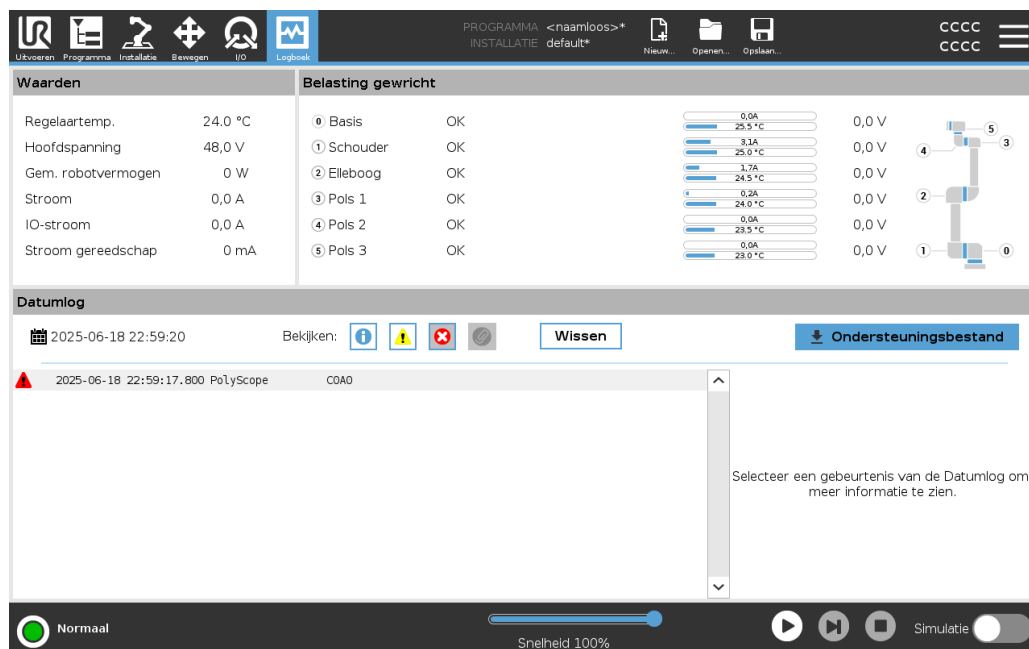 PROGRAMMA <naamloos>*
INSTALLATIE default*
Nieuw... Openen... Opslaan...
CCCC
CCCC
Uitvoeren Programma Installatie Bewegen I/O Logboek
Waarden
Belasting gewricht
Regelaartemp. 24.0 °C
Hoofdspanning 48,0 V
Gem. robotvermogen 0 W
Stroom 0,0 A
IO-stroom 0,0 A
Stroom gereedschap 0 mA
0 Basis OK 0,0A 25.5 °C 0,0 V
1 Schouder OK 3,1A 25.0 °C 0,0 V
2 Elleboog OK 1,7A 24.5 °C 0,0 V
3 Pols 1 OK 0,2A 24.0 °C 0,0 V
4 Pols 2 OK 0,0A 23.5 °C 0,0 V
5 Pols 3 OK 0,0A 23.0 °C 0,0 V
5
4 3
2
1 0
Datumlog
2025-06-18 22:59:20 Bekijken: Wissen Ondersteuningsbestand
2025-06-18 22:59:17.800 PolyScope C0A0
Selecteer een gebeurtenis van de Datumlog om
meer informatie te zien.
Normaal
Snelheid 100%
Simulatie